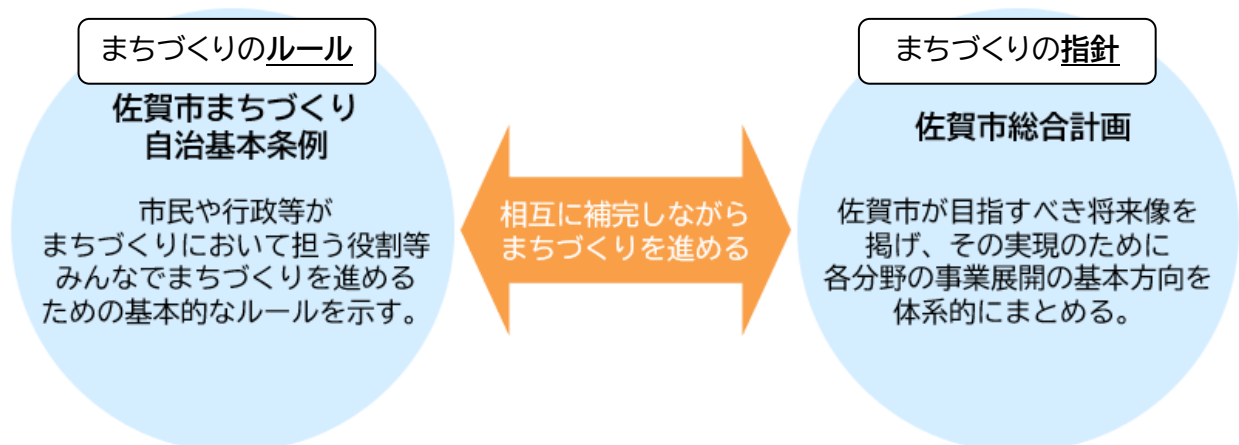 まちづくりのルール
佐賀市まちづくり
自治基本条例
市民や行政等が
まちづくりにおいて担う役割等
みんなでまちづくりを進める
ための基本的なルールを示す。
相互に補完しながら
まちづくりを進める
まちづくりの指針
佐賀市総合計画
佐賀市が目指すべき将来像を
掲げ、その実現のために
各分野の事業展開の基本方向を
体系的にまとめる。